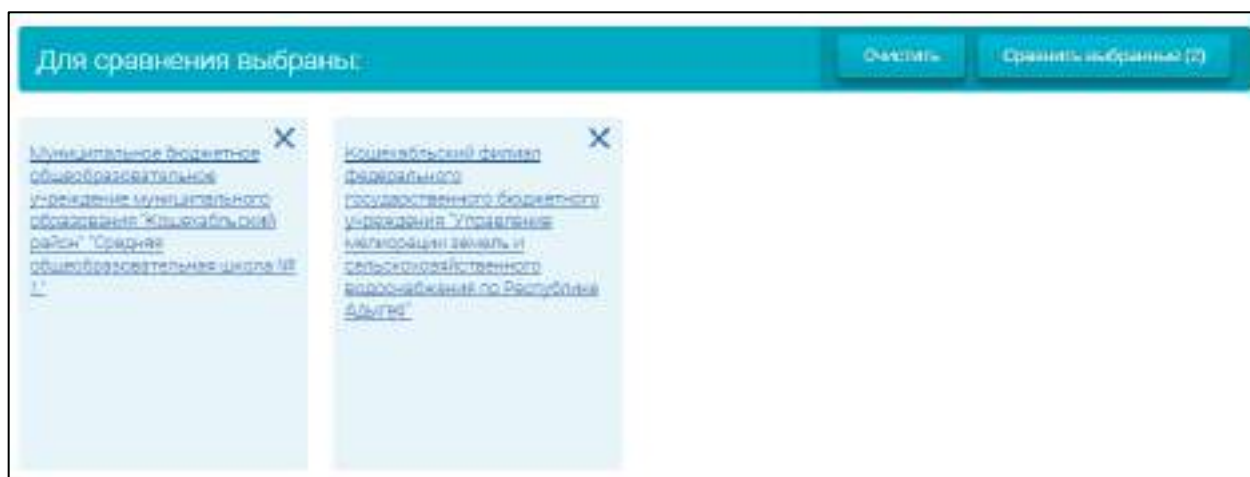 Для сравнения выбраны:
Очистить
Сравнить выбранные (2)
Муниципальное бюджетное
общеобразовательное
учреждение муниципального
образования "Кошехабльский
район" "Средняя
общеобразовательная школа №
1"
Кошехабльский филиал
федерального
государственного бюджетного
учреждения "Управление
мелиорации земель и
сельскохозяйственного
водоснабжения по Республике
Адыгея"